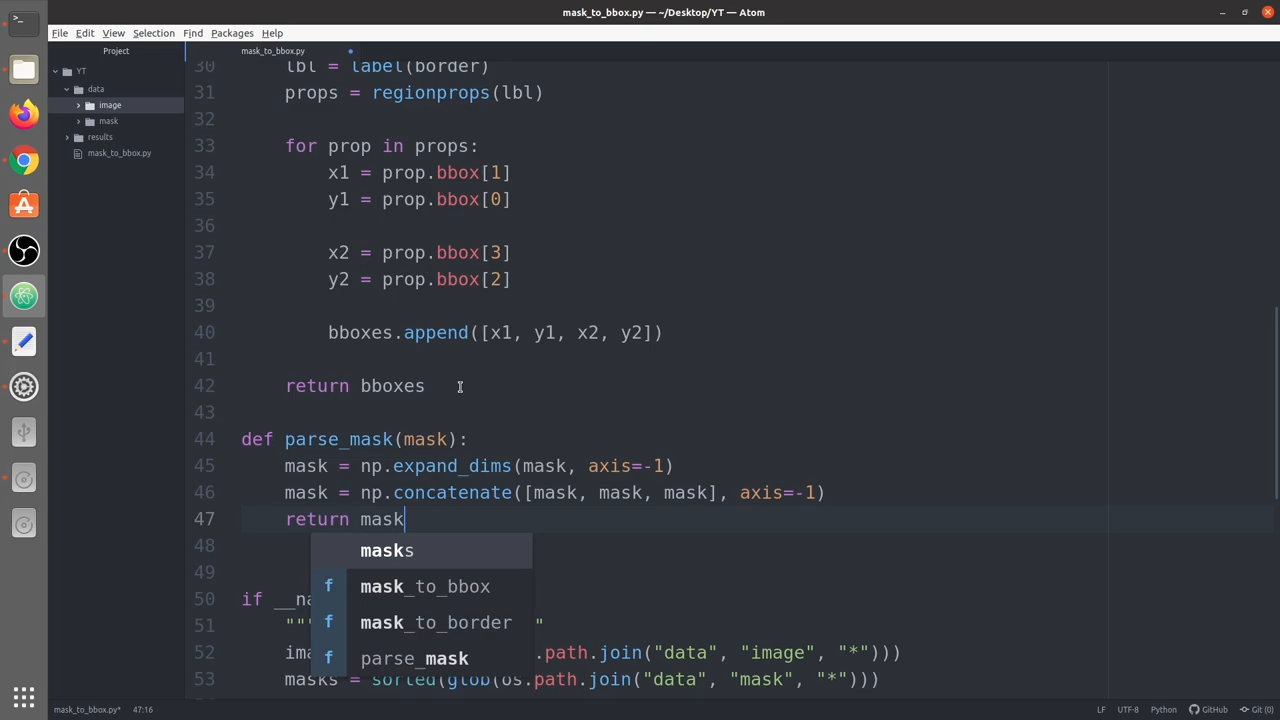 mask_to_bbox.py — ~/Desktop/YT — Atom
File Edit View Selection Find Packages Help
Project
mask_to_bbox.py
YT
data
image
mask
results
mask_to_bbox.py
30 lbl = label(border)
31 props = regionprops(lbl)
32
33 for prop in props:
34 x1 = prop.bbox[1]
35 y1 = prop.bbox[0]
36
37 x2 = prop.bbox[3]
38 y2 = prop.bbox[2]
39
40 bboxes.append([x1, y1, x2, y2])
41
42 return bboxes
43
44 def parse_mask(mask):
45 mask = np.expand_dims(mask, axis=-1)
46 mask = np.concatenate([mask, mask, mask], axis=-1)
47 return mask
48
masks
49
f mask_to_bbox
50 if __na
f mask_to_border
51 """ "
52 ima .path.join("data", "image", "*")))
f parse_mask
53 masks = sorted(glob(os.path.join("data", "mask", "*")))
mask_to_bbox.py* 47:16 LF UTF-8 Python GitHub Git (0)